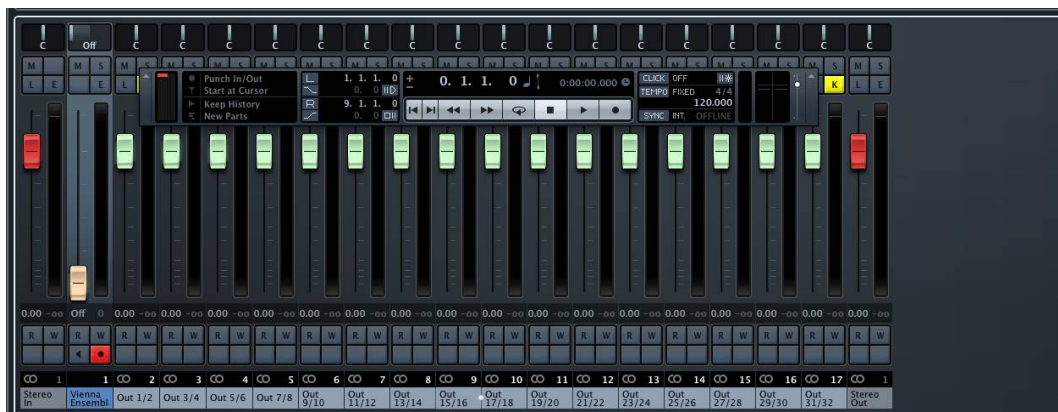 C Off C C C C C C C C C C C C C C C C
M M S M S M S
L E L E L K L E
Punch In/Out L 1. 1. 1. 0 0. 1. 1. 0 0:00:00.000 CLICK OFF
Start at Cursor 0. 0 TEMPO FIXED 4/4
Keep History R 9. 1. 1. 0 120.000
New Parts 0. 0 SYNC INT. OFFLINE
0.00 -oo Off 0 0.00 -oo 0.00 -oo 0.00 -oo 0.00 -oo 0.00 -oo 0.00 -oo 0.00 -oo 0.00 -oo 0.00 -oo 0.00 -oo 0.00 -oo 0.00 -oo 0.00 -oo 0.00 -oo 0.00 -oo 0.00 -oo
R W R W R W R W R W R W R W R W R W R W R W R W R W R W R W R W R W R W
1 1 2 3 4 5 6 7 8 9 10 11 12 13 14 15 16 17 1
Stereo In
Vienna Ensembl
Out 1/2
Out 3/4
Out 5/6
Out 7/8
Out 9/10
Out 11/12
Out 13/14
Out 15/16
Out 17/18
Out 19/20
Out 21/22
Out 23/24
Out 25/26
Out 27/28
Out 29/30
Out 31/32
Stereo Out